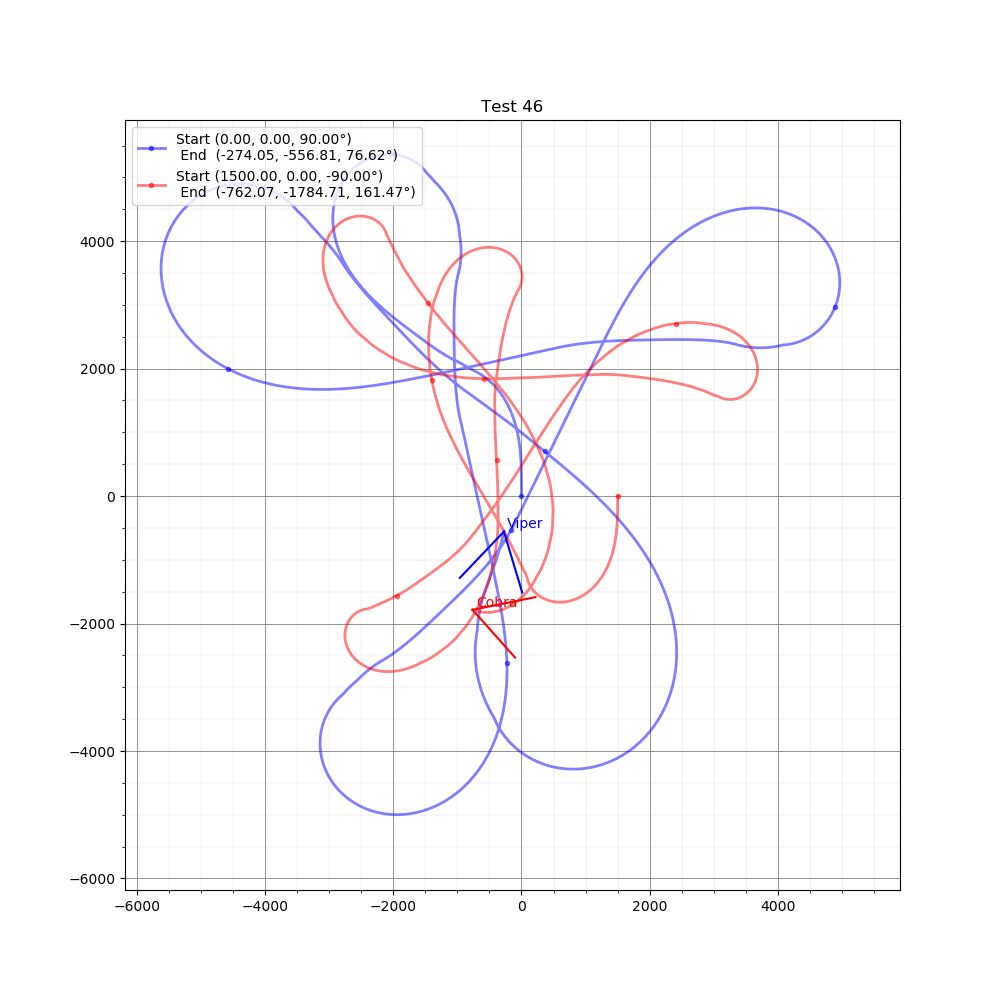 Test 46
Start (0.00, 0.00, 90.00°)
End (-274.05, -556.81, 76.62°)
Start (1500.00, 0.00, -90.00°)
End (-762.07, -1784.71, 161.47°)
4000
2000
0
−2000
−4000
−6000
Viper
Cobra
−6000 −4000 −2000 0 2000 4000